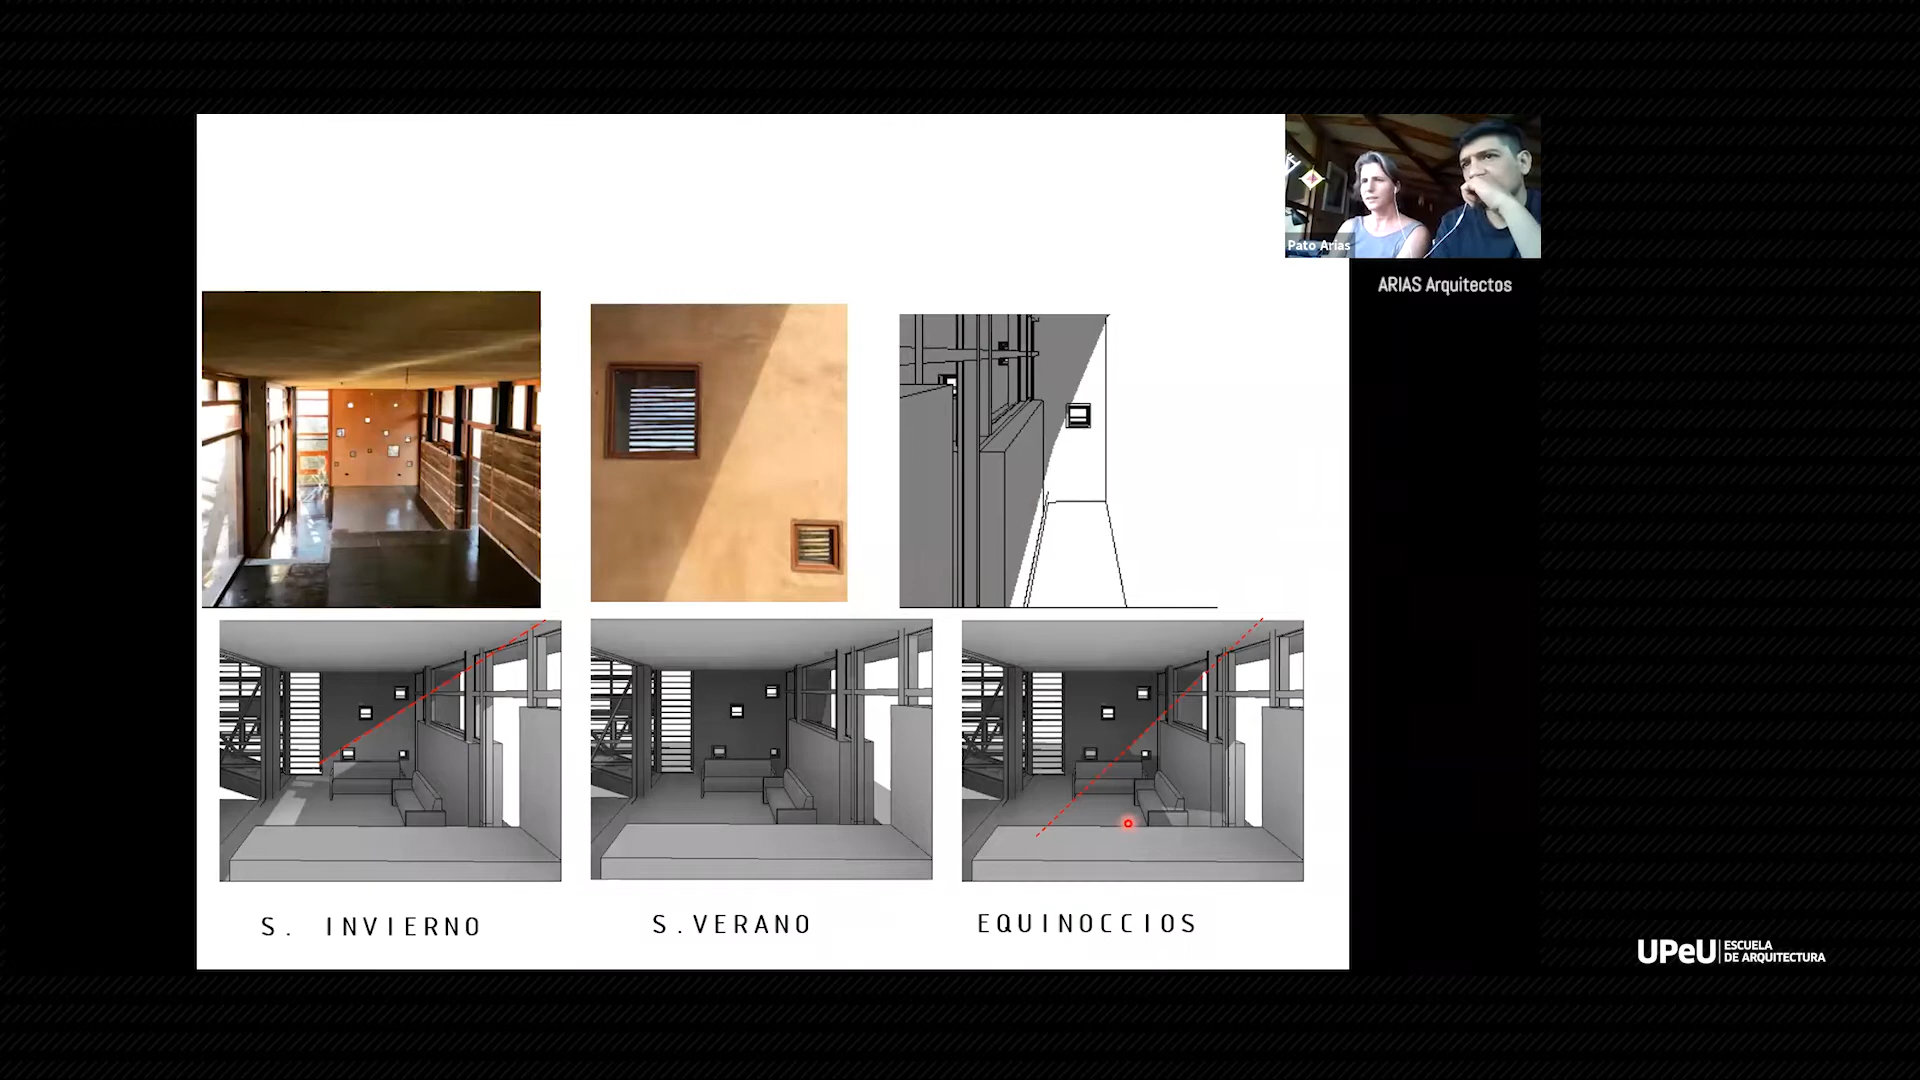 Pato Arias
ARIAS Arquitectos
S. INVIERNO
S.VERANO
EQUINOCCIOS
UPeU
ESCUELA
DE ARQUITECTURA